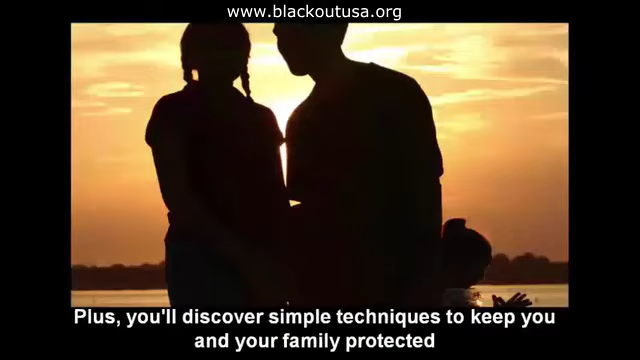 www.blackoutusa.org
Plus, you'll discover simple techniques to keep you
and your family protected